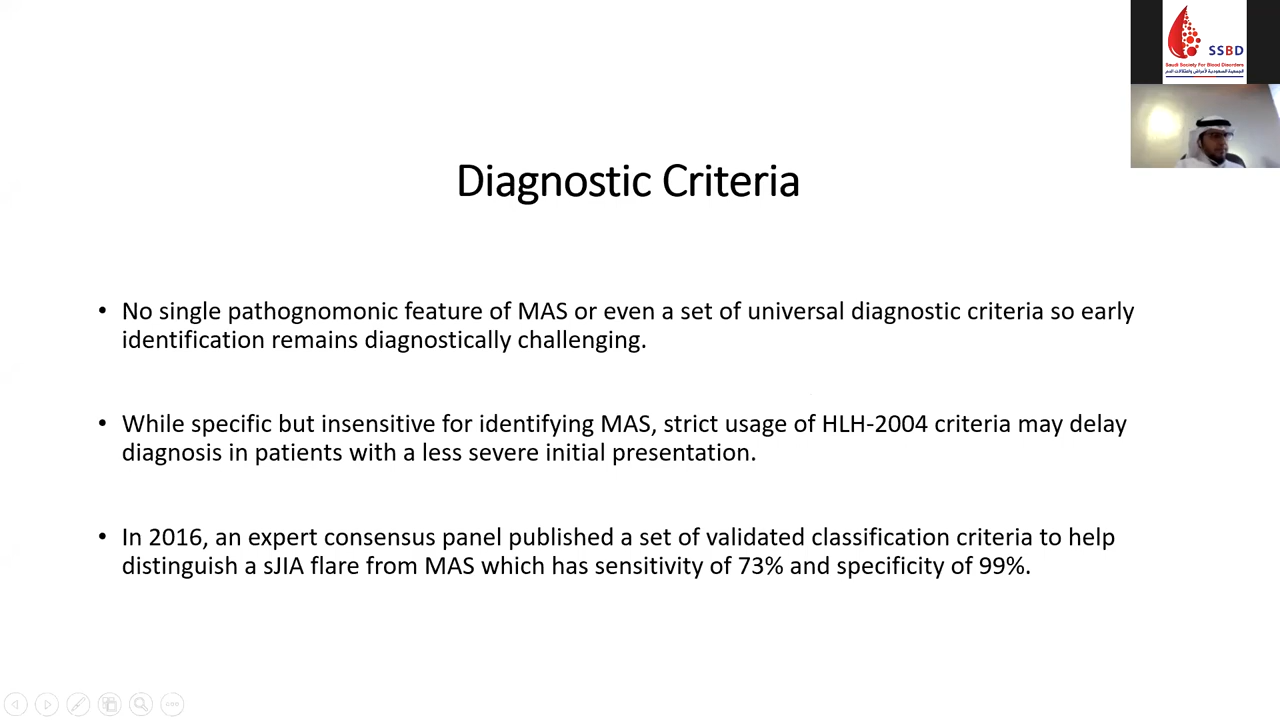 SSBD
Saudi Society For Blood Disorders
Diagnostic Criteria
• No single pathognomonic feature of MAS or even a set of universal diagnostic criteria so early
identification remains diagnostically challenging.
• While specific but insensitive for identifying MAS, strict usage of HLH-2004 criteria may delay
diagnosis in patients with a less severe initial presentation.
• In 2016, an expert consensus panel published a set of validated classification criteria to help
distinguish a sJIA flare from MAS which has sensitivity of 73% and specificity of 99%.